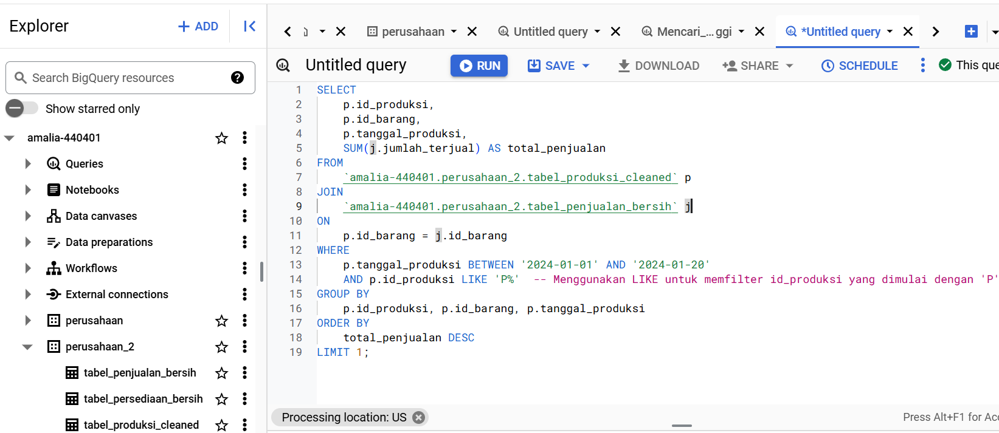 Explorer
+ ADD
perusahaan
Untitled query
Mencari_...ggi
*Untitled query
Search BigQuery resources
Show starred only
amalia-440401
Queries
Notebooks
Data canvases
Data preparations
Workflows
External connections
perusahaan
perusahaan_2
tabel_penjualan_bersih
tabel_persediaan_bersih
tabel_produksi_cleaned
Untitled query
RUN
SAVE
DOWNLOAD
SHARE
SCHEDULE
This que
1 SELECT
2 p.id_produksi,
3 p.id_barang,
4 p.tanggal_produksi,
5 SUM(j.jumlah_terjual) AS total_penjualan
6 FROM
7 `amalia-440401.perusahaan_2.tabel_produksi_cleaned` p
8 JOIN
9 `amalia-440401.perusahaan_2.tabel_penjualan_bersih` j
10 ON
11 p.id_barang = j.id_barang
12 WHERE
13 p.tanggal_produksi BETWEEN '2024-01-01' AND '2024-01-20'
14 AND p.id_produksi LIKE 'P%' -- Menggunakan LIKE untuk memfilter id_produksi yang dimulai dengan 'P'
15 GROUP BY
16 p.id_produksi, p.id_barang, p.tanggal_produksi
17 ORDER BY
18 total_penjualan DESC
19 LIMIT 1;
Processing location: US
Press Alt+F1 for Acc